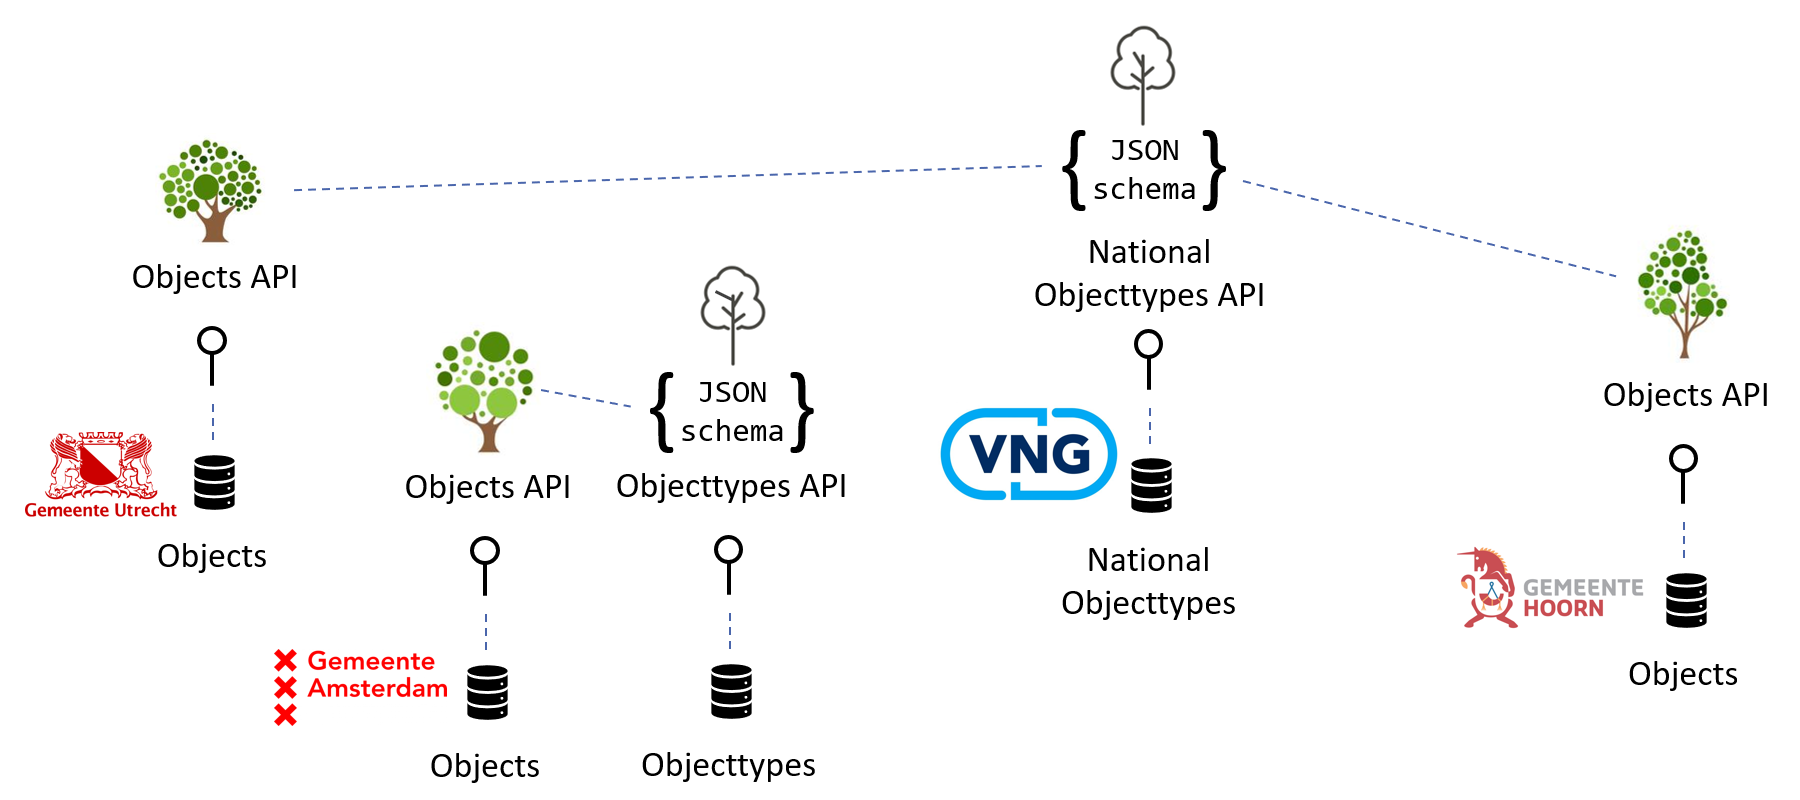 { JSON
schema }
National
Objecttypes API
Objects API
{ JSON
schema }
Objects API
Objects API
Objecttypes API
VNG
Gemeente Utrecht
Objects
National
Objecttypes
GEMEENTE
HOORN
Gemeente
Amsterdam
Objects
Objects
Objecttypes